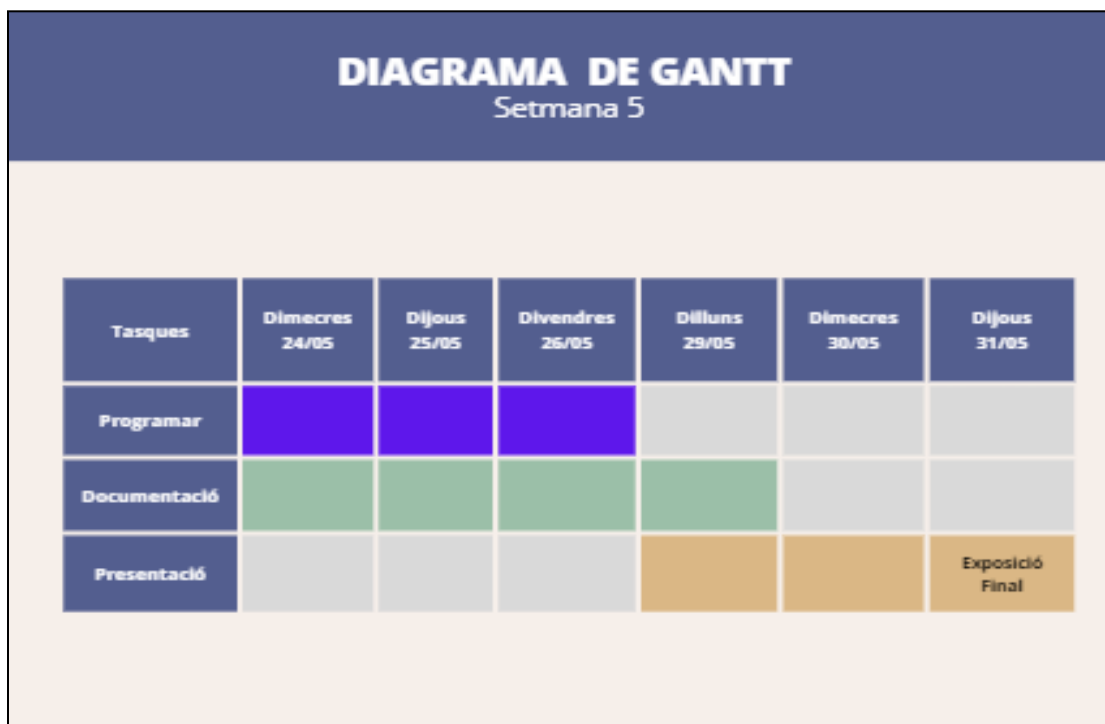 DIAGRAMA DE GANTT
Setmana 5
Tasques
Dimecres
24/05
Dijous
25/05
Divendres
26/05
Dilluns
29/05
Dimecres
30/05
Dijous
31/05
Programar
Documentació
Presentació
Exposició
Final